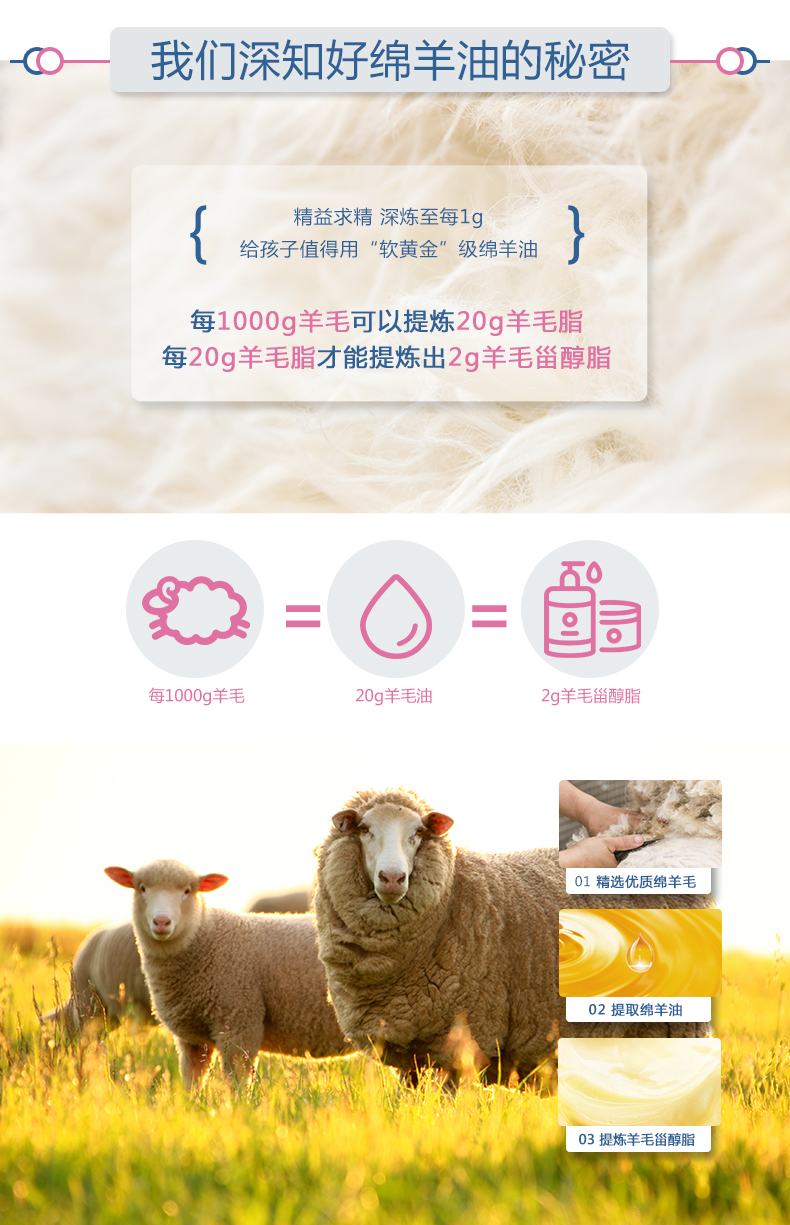 我们深知好绵羊油的秘密
精益求精 深炼至每1g
给孩子值得用“软黄金”级绵羊油
每1000g羊毛可以提炼20g羊毛脂
每20g羊毛脂才能提炼出2g羊毛甾醇脂
每1000g羊毛
20g羊毛油
2g羊毛甾醇脂
01 精选优质绵羊毛
02 提取绵羊油
03 提炼羊毛甾醇脂